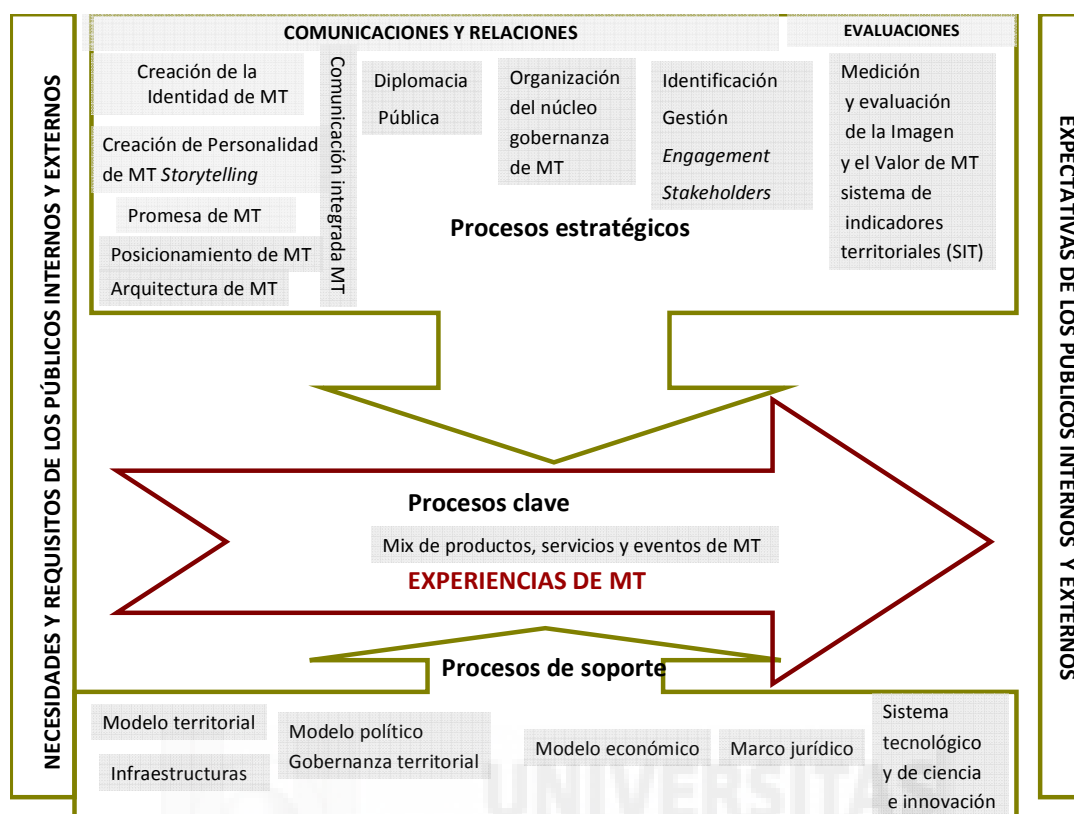 NECESIDADES Y REQUISITOS DE LOS PÚBLICOS INTERNOS Y EXTERNOS
COMUNICACIONES Y RELACIONES
EVALUACIONES
Creación de la
Identidad de MT
Creación de Personalidad
de MT Storytelling
Promesa de MT
Posicionamiento de MT
Arquitectura de MT
Comunicación integrada MT
Diplomacia
Pública
Organización
del núcleo
gobernanza
de MT
Identificación
Gestión
Engagement
Stakeholders
Medición
y evaluación
de la Imagen
y el Valor de MT
sistema de
indicadores
territoriales (SIT)
Procesos estratégicos
Procesos clave
Mix de productos, servicios y eventos de MT
EXPERIENCIAS DE MT
Procesos de soporte
Modelo territorial
Infraestructuras
Modelo político
Gobernanza territorial
Modelo económico
Marco jurídico
Sistema
tecnológico
y de ciencia
e innovación
UNIVERSITAS
EXPECTATIVAS DE LOS PÚBLICOS INTERNOS Y EXTERNOS